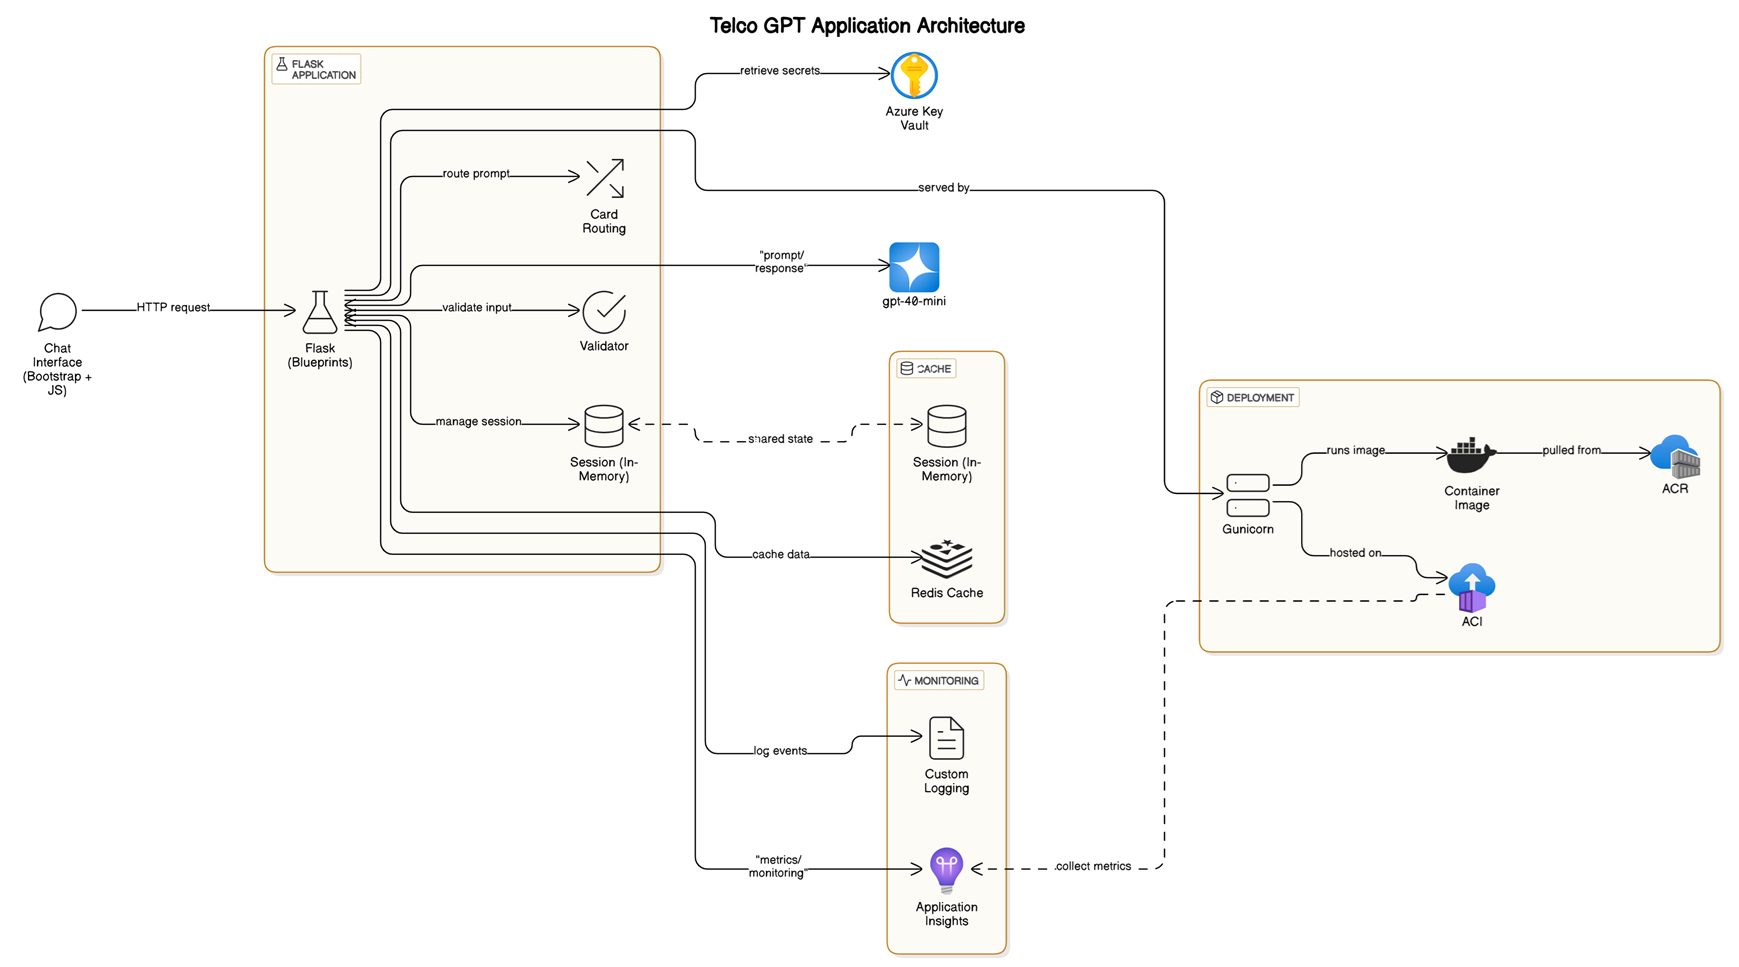 Telco GPT Application Architecture
FLASK
APPLICATION
retrieve secrets
Azure Key
Vault
route prompt
Card
Routing
served by
"prompt/
response"
gpt-40-mini
HTTP request
Chat
Interface
(Bootstrap +
JS)
Flask
(Blueprints)
validate input
Validator
manage session
Session (In-
Memory)
shared state
CACHE
Session (In-
Memory)
cache data
Redis Cache
DEPLOYMENT
runs image
Container
Image
pulled from
ACR
Gunicorn
hosted on
ACI
MONITORING
log events
Custom
Logging
"metrics/
monitoring"
Application
Insights
collect metrics